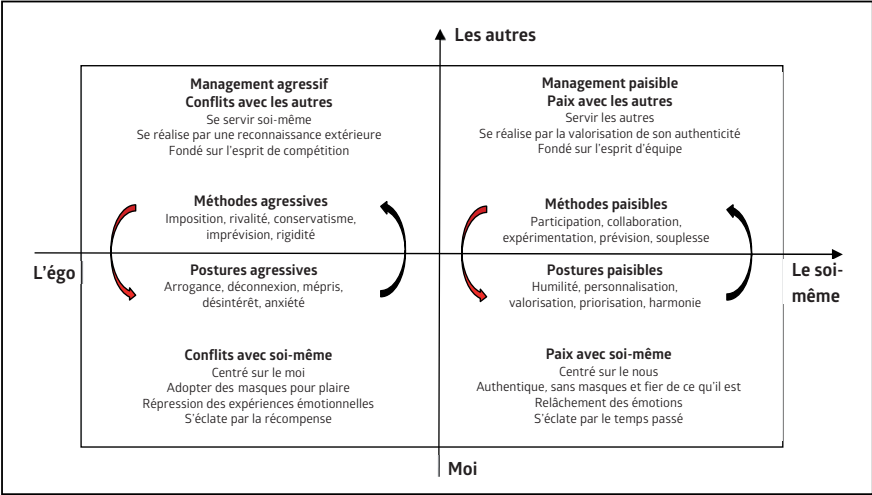 Les autres
Management agressif
Conflits avec les autres
Se servir soi-même
Se réalise par une reconnaissance extérieure
Fondé sur l'esprit de compétition
Management paisible
Paix avec les autres
Servir les autres
Se réalise par la valorisation de son authenticité
Fondé sur l'esprit d'équipe
Méthodes agressives
Imposition, rivalité, conservatisme,
imprévision, rigidité
Méthodes paisibles
Participation, collaboration,
expérimentation, prévision, souplesse
L'égo
Le soi-
même
Postures agressives
Arrogance, déconnexion, mépris,
désintérêt, anxiété
Postures paisibles
Humilité, personnalisation,
valorisation, priorisation, harmonie
Conflits avec soi-même
Centré sur le moi
Adopter des masques pour plaire
Répression des expériences émotionnelles
S'éclate par la récompense
Paix avec soi-même
Centré sur le nous
Authentique, sans masques et fier de ce qu'il est
Relâchement des émotions
S'éclate par le temps passé
Moi